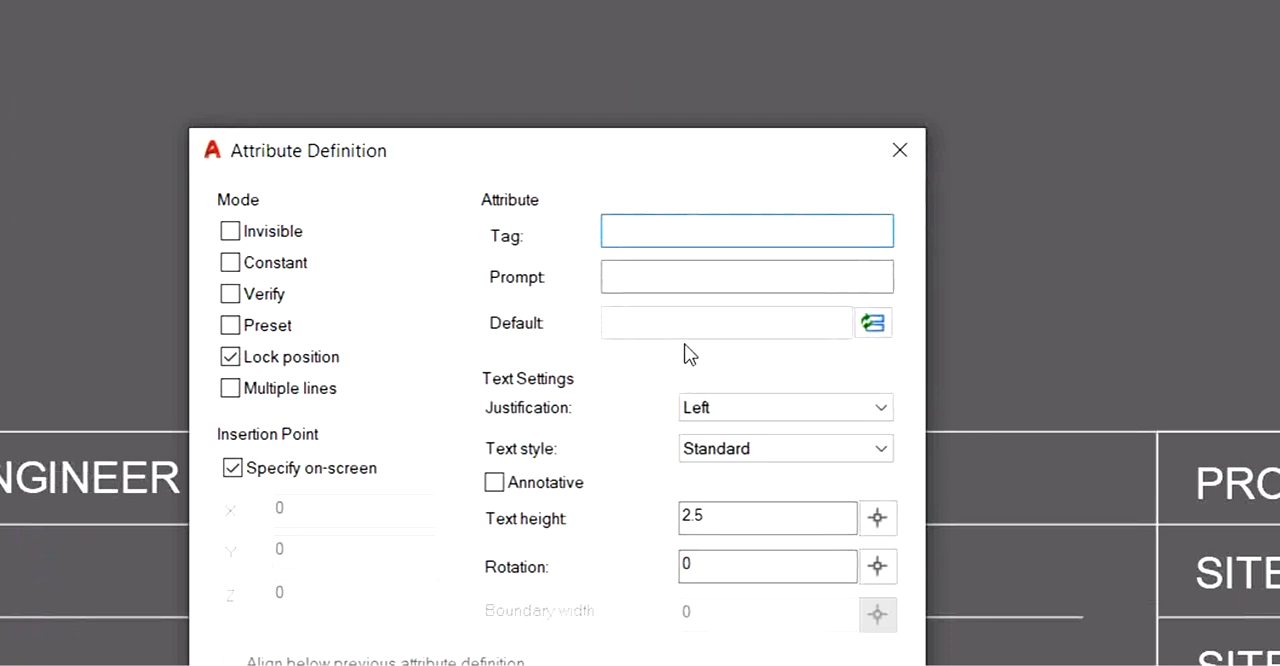 Attribute Definition
Mode
Invisible
Constant
Verify
Preset
Lock position
Multiple lines
Insertion Point
Specify on-screen
X 0
Y 0
Z 0
Attribute
Tag:
Prompt:
Default:
Text Settings
Justification: Left
Text style: Standard
Annotative
Text height: 2.5
Rotation: 0
Boundary width: 0
Align below previous attribute definition
NGINEER
PRO
SITE
SITE